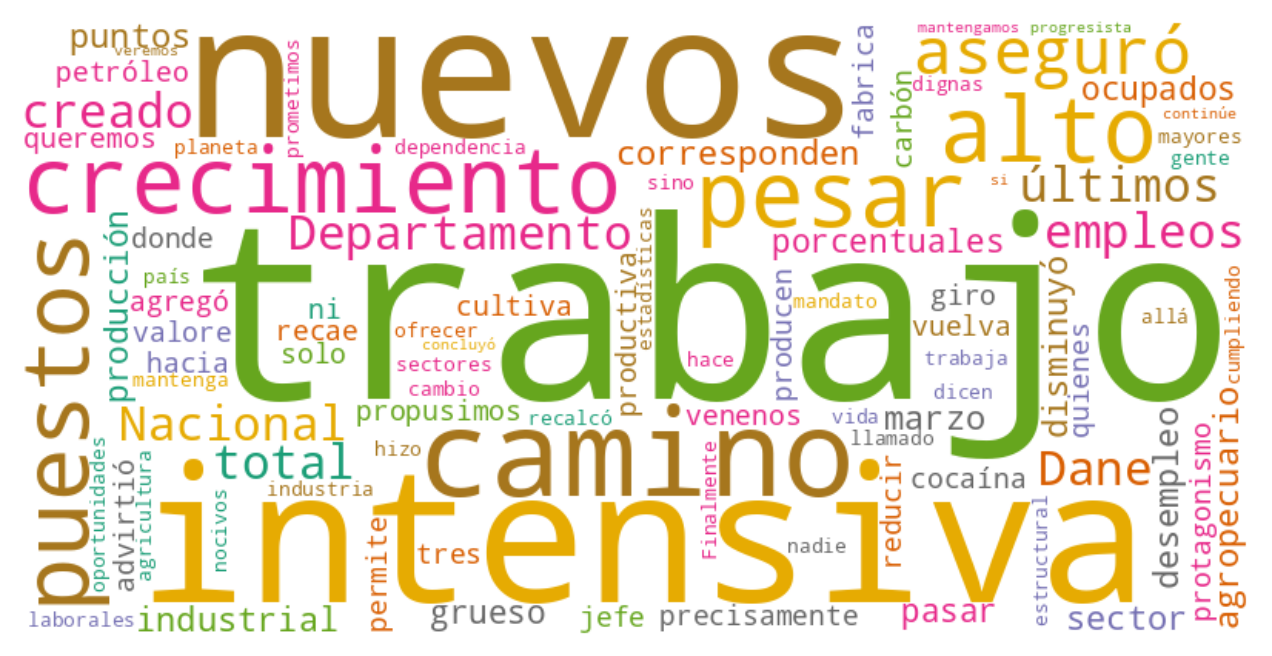 puntos
veremos
petróleo
creado
queremos
planeta
prometimos
nuevos
dependencia
crecimiento
fabrica
carbón
mantengamos
progresista
aseguró
dignas
ocupados
alto
continúe
mayores
gente
corresponden
sino
pesar
si
últimos
Departamento
porcentuales
empleos
puestos
producción
donde
país
agregó
valore
hacia
mantenga
trabajo
ni
recae
solo
cultiva
ofrecer
concluyó
sectores
cambio
productiva
estadísticas
hace
producen
mandato
giro
vuelva
trabaja
dicen
disminuyó
quienes
allá
cumpliendo
Nacional
propusimos
recalcó
venenos
vida
marzo
llamado
total
hizo
camino
cocaína
Dane
desempleo
protagonismo
agropecuario
oportunidades
advirtió
agricultura
nocivos
industria
intensiva
permite
tres
Finalmente
nadie
reducir
estructural
laborales
industrial
grueso
jefe
precisamente
pasar
sector